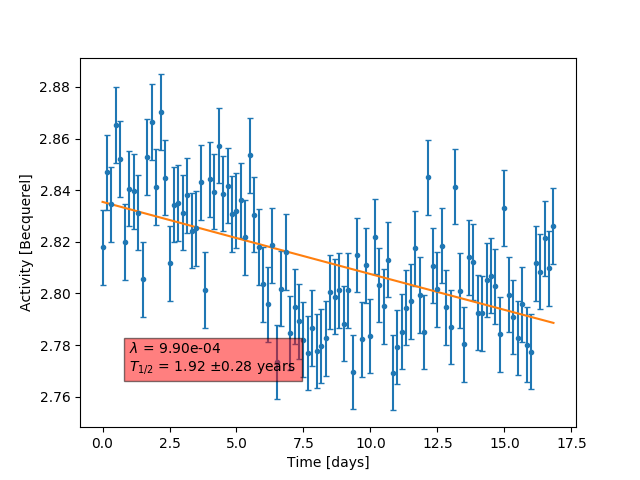 2.88
2.86
2.84
2.82
2.80
2.78
2.76
Activity [Becquerel]
λ = 9.90e-04
T1/2 = 1.92 ±0.28 years
0.0 2.5 5.0 7.5 10.0 12.5 15.0 17.5
Time [days]